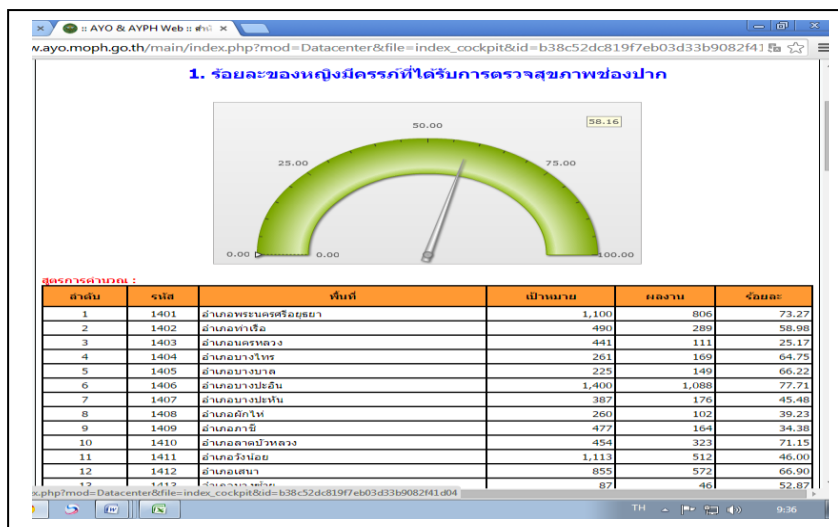 :: AYO & AYPH Web :: สำนั
w.ayo.moph.go.th/main/index.php?mod=Datacenter&file=index_cockpit&id=b38c52dc819f7eb03d33b9082f41
1. ร้อยละของหญิงมีครรภ์ที่ได้รับการตรวจสุขภาพช่องปาก
50.00
58.16
25.00
75.00
0.00
0.00
100.00
สูตรการคำนวณ :
ลำดับ รหัส พื้นที่ เป้าหมาย ผลงาน ร้อยละ
1 1401 อำเภอพระนครศรีอยุธยา 1,100 806 73.27
2 1402 อำเภอท่าเรือ 490 289 58.98
3 1403 อำเภอนครหลวง 441 111 25.17
4 1404 อำเภอบางไทร 261 169 64.75
5 1405 อำเภอบางบาล 225 149 66.22
6 1406 อำเภอบางปะอิน 1,400 1,088 77.71
7 1407 อำเภอบางปะหัน 387 176 45.48
8 1408 อำเภอผักไห่ 260 102 39.23
9 1409 อำเภอภาชี 477 164 34.38
10 1410 อำเภอลาดบัวหลวง 454 323 71.15
11 1411 อำเภอวังน้อย 1,113 512 46.00
12 1412 อำเภอเสนา 855 572 66.90
13 1413 อำเภอบางซ้าย 87 46 52.87
x.php?mod=Datacenter&file=index_cockpit&id=b38c52dc819f7eb03d33b9082f41d04
TH 9:36